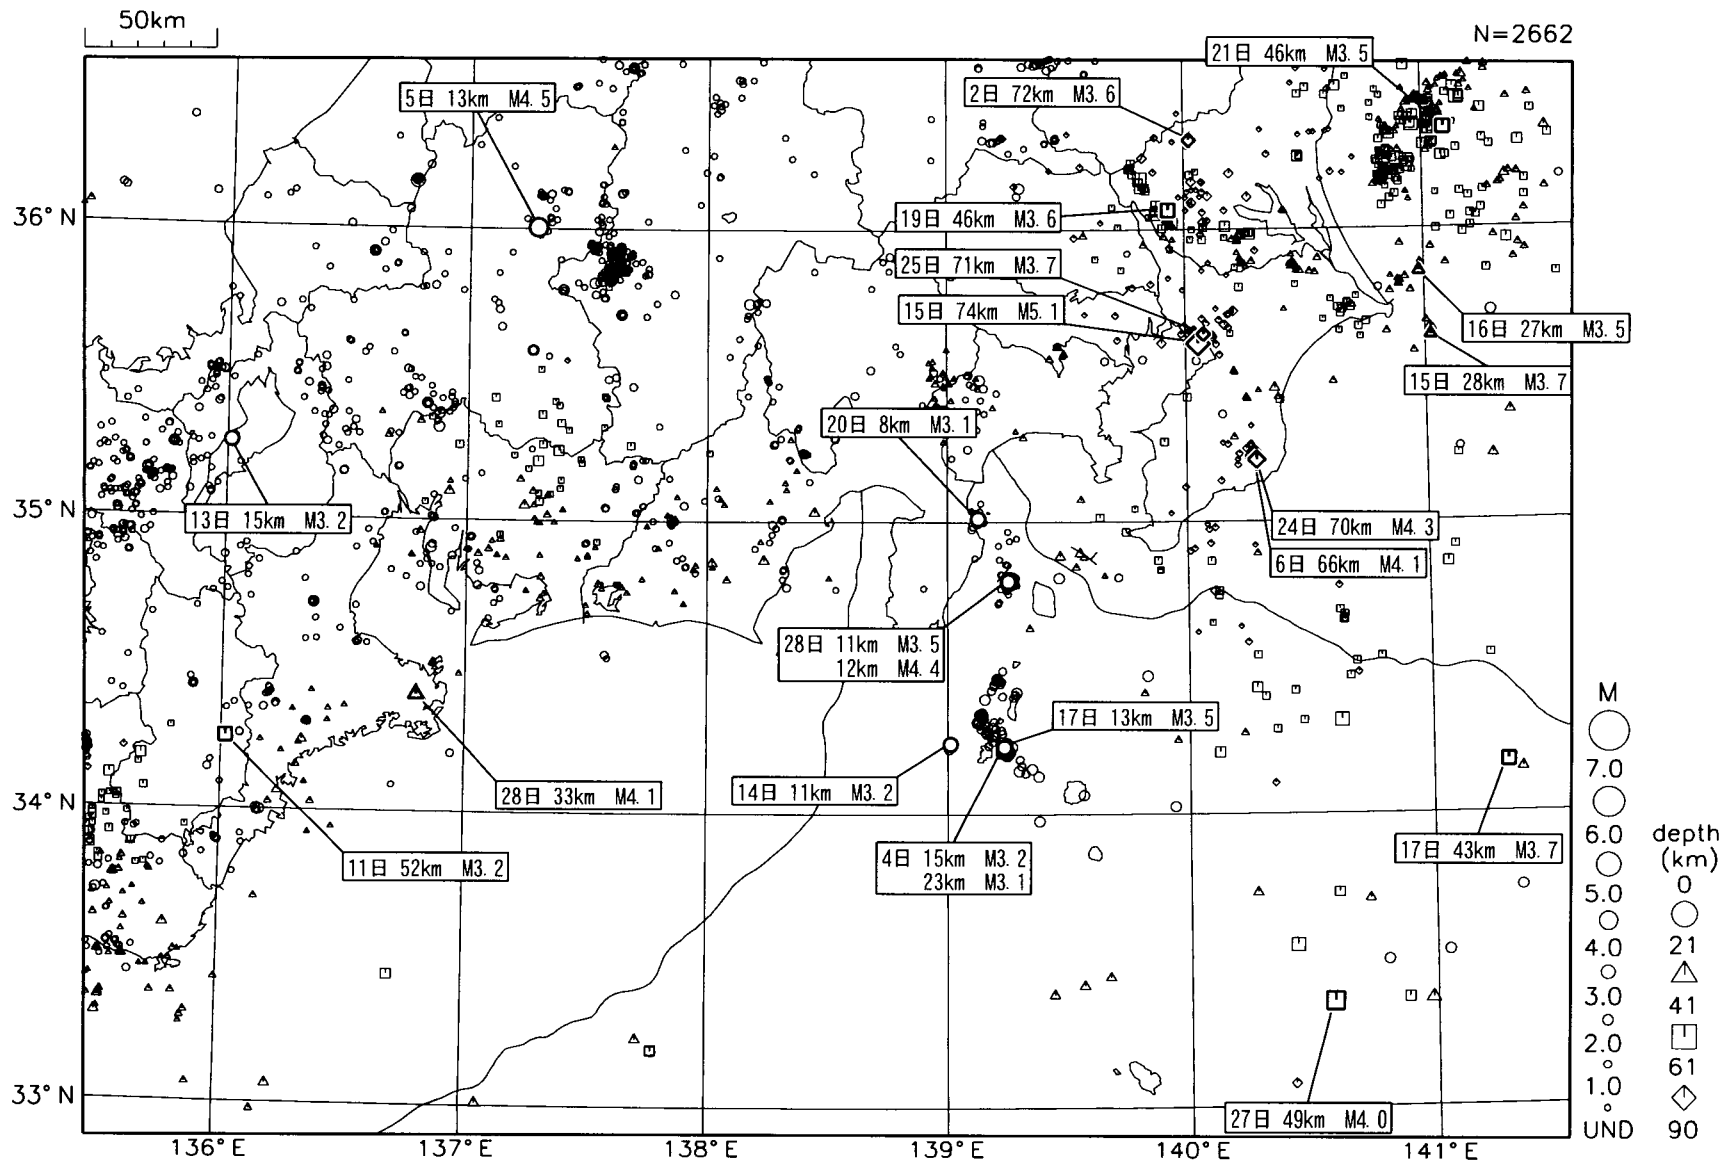 50km
N=2662
21日 46km M3.5
5日 13km M4.5
2日 72km M3.6
36°N
19日 46km M3.6
25日 71km M3.7
15日 74km M5.1
16日 27km M3.5
15日 28km M3.7
20日 8km M3.1
35°N
13日 15km M3.2
24日 70km M4.3
6日 66km M4.1
28日 11km M3.5
12km M4.4
17日 13km M3.5
28日 33km M4.1
14日 11km M3.2
34°N
11日 52km M3.2
4日 15km M3.2
23km M3.1
17日 43km M3.7
33°N
27日 49km M4.0
136°E
137°E
138°E
139°E
140°E
141°E
M
7.0
6.0
5.0
4.0
3.0
2.0
1.0
UND
depth
(km)
0
21
41
61
90